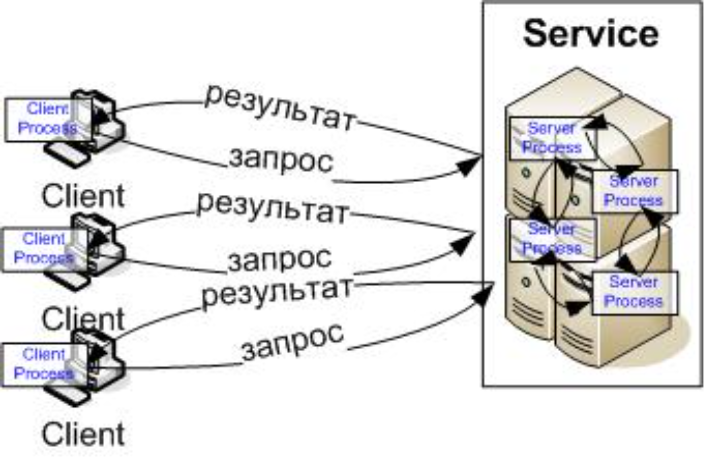 Service
результат
Client
Process
запрос
Client
Server
Process
Server
Process
результат
Client
Process
запрос
Client
Server
Process
Server
Process
результат
Client
Process
запрос
Client